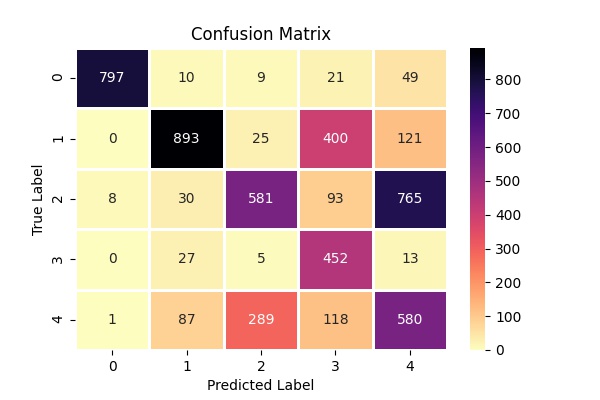 Confusion Matrix
0 797 10 9 21 49
1 0 893 25 400 121
2 8 30 581 93 765
3 0 27 5 452 13
4 1 87 289 118 580
0 1 2 3 4
True Label
Predicted Label
800
700
600
500
400
300
200
100
0